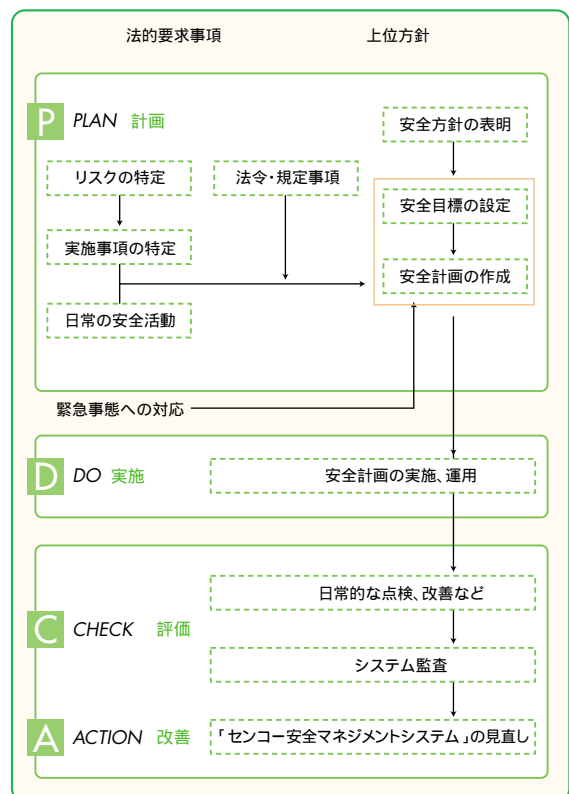 法的要求事項
上位方針
P PLAN 計画
安全方針の表明
リスクの特定
法令・規定事項
安全目標の設定
実施事項の特定
安全計画の作成
日常の安全活動
緊急事態への対応
D DO 実施
安全計画の実施、運用
日常的な点検、改善など
C CHECK 評価
システム監査
A ACTION 改善
「センコー安全マネジメントシステム」の見直し